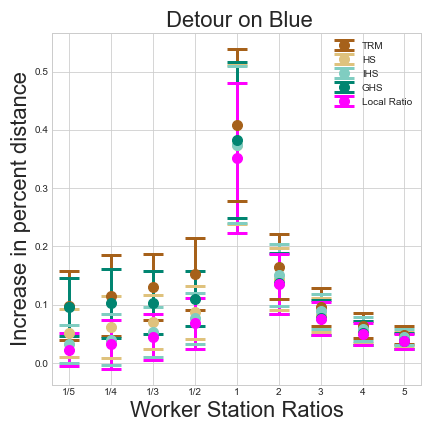 Detour on Blue
TRM
HS
IHS
GHS
Local Ratio
Increase in percent distance
0.5
0.4
0.3
0.2
0.1
0.0
1/5 1/4 1/3 1/2 1 2 3 4 5
Worker Station Ratios